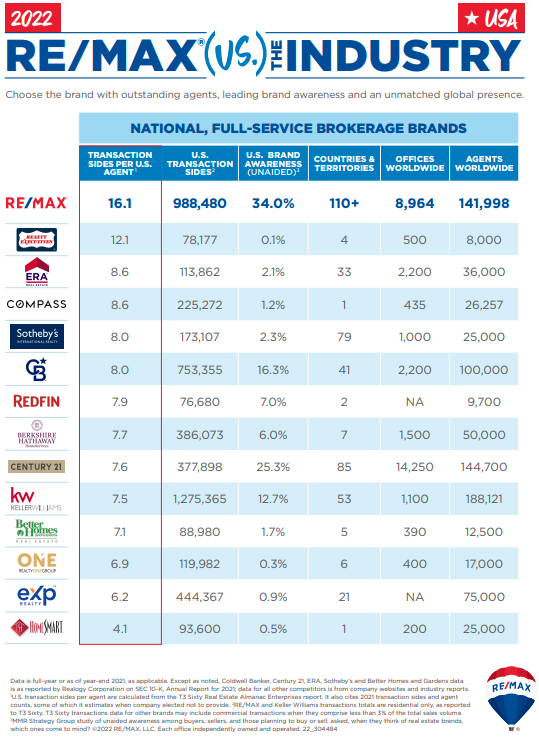 2022
★ USA
RE/MAX® (VS.) THE INDUSTRY
Choose the brand with outstanding agents, leading brand awareness and an unmatched global presence.
NATIONAL, FULL-SERVICE BROKERAGE BRANDS
TRANSACTION SIDES PER U.S. AGENT¹ U.S. TRANSACTION SIDES² U.S. BRAND AWARENESS (UNAIDED)³ COUNTRIES & TERRITORIES OFFICES WORLDWIDE AGENTS WORLDWIDE
RE/MAX 16.1 988,480 34.0% 110+ 8,964 141,998
REALTY EXECUTIVES 12.1 78,177 0.1% 4 500 8,000
ERA REAL ESTATE 8.6 113,862 2.1% 33 2,200 36,000
COMPASS 8.6 225,272 1.2% 1 435 26,257
Sotheby's INTERNATIONAL REALTY 8.0 173,107 2.3% 79 1,000 25,000
CB 8.0 753,355 16.3% 41 2,200 100,000
REDFIN 7.9 76,680 7.0% 2 NA 9,700
BERKSHIRE HATHAWAY HomeServices 7.7 386,073 6.0% 7 1,500 50,000
CENTURY 21 7.6 377,898 25.3% 85 14,250 144,700
kw KELLERWILLIAMS 7.5 1,275,365 12.7% 53 1,100 188,121
Better Homes REAL ESTATE 7.1 88,980 1.7% 5 390 12,500
ONE REALTYONEGROUP 6.9 119,982 0.3% 6 400 17,000
exp REALTY 6.2 444,367 0.9% 21 NA 75,000
HOMESMART 4.1 93,600 0.5% 1 200 25,000
Data is full-year or as of year-end 2021, as applicable. Except as noted, Coldwell Banker, Century 21, ERA, Sotheby's and Better Homes and Gardens data
is as reported by Realogy Corporation on SEC 10-K, Annual Report for 2021; data for all other competitors is from company websites and industry reports.
¹U.S. transaction sides per agent are calculated from the T3 Sixty Real Estate Almanac Enterprises report. It also cites 2021 transaction sides and agent
counts, some of which it estimates when company elected not to provide. ²RE/MAX and Keller Williams transactions totals are residential only, as reported
to T3 Sixty. T3 Sixty transactions data for other brands may include commercial transactions when they comprise less than 3% of the total sales volume.
³MMR Strategy Group study of unaided awareness among buyers, sellers, and those planning to buy or sell; asked, when they think of real estate brands,
which ones come to mind? ©2022 RE/MAX, LLC. Each office independently owned and operated. 22_304484
RE/MAX